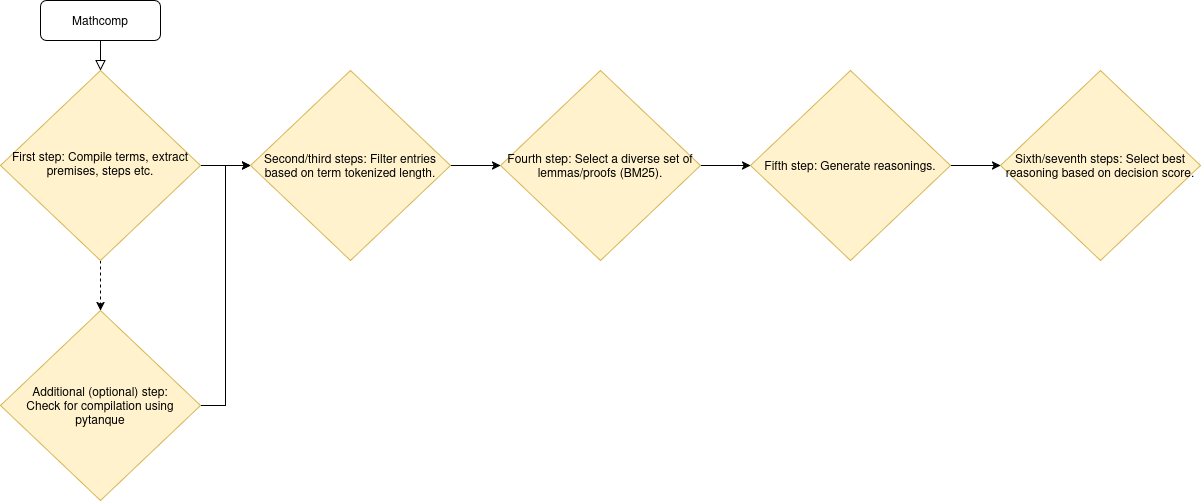 Mathcomp
First step: Compile terms, extract
premises, steps etc.
Second/third steps: Filter entries
based on term tokenized length.
Fourth step: Select a diverse set of
lemmas/proofs (BM25).
Fifth step: Generate reasonings.
Sixth/seventh steps: Select best
reasoning based on decision score.
Additional (optional) step:
Check for compilation using
pytanque